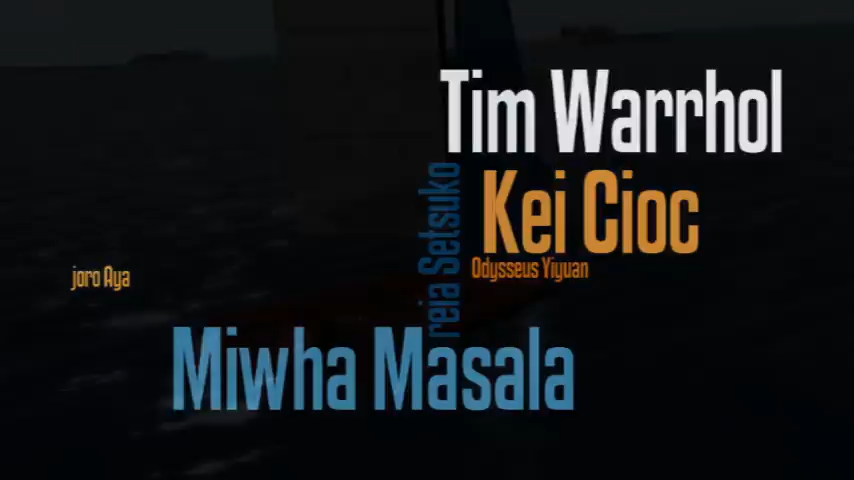 Tim Warrhol
Kei Cioc
reia Setsuko
Odysseus Yiyuan
joro Aya
Miwha Masala